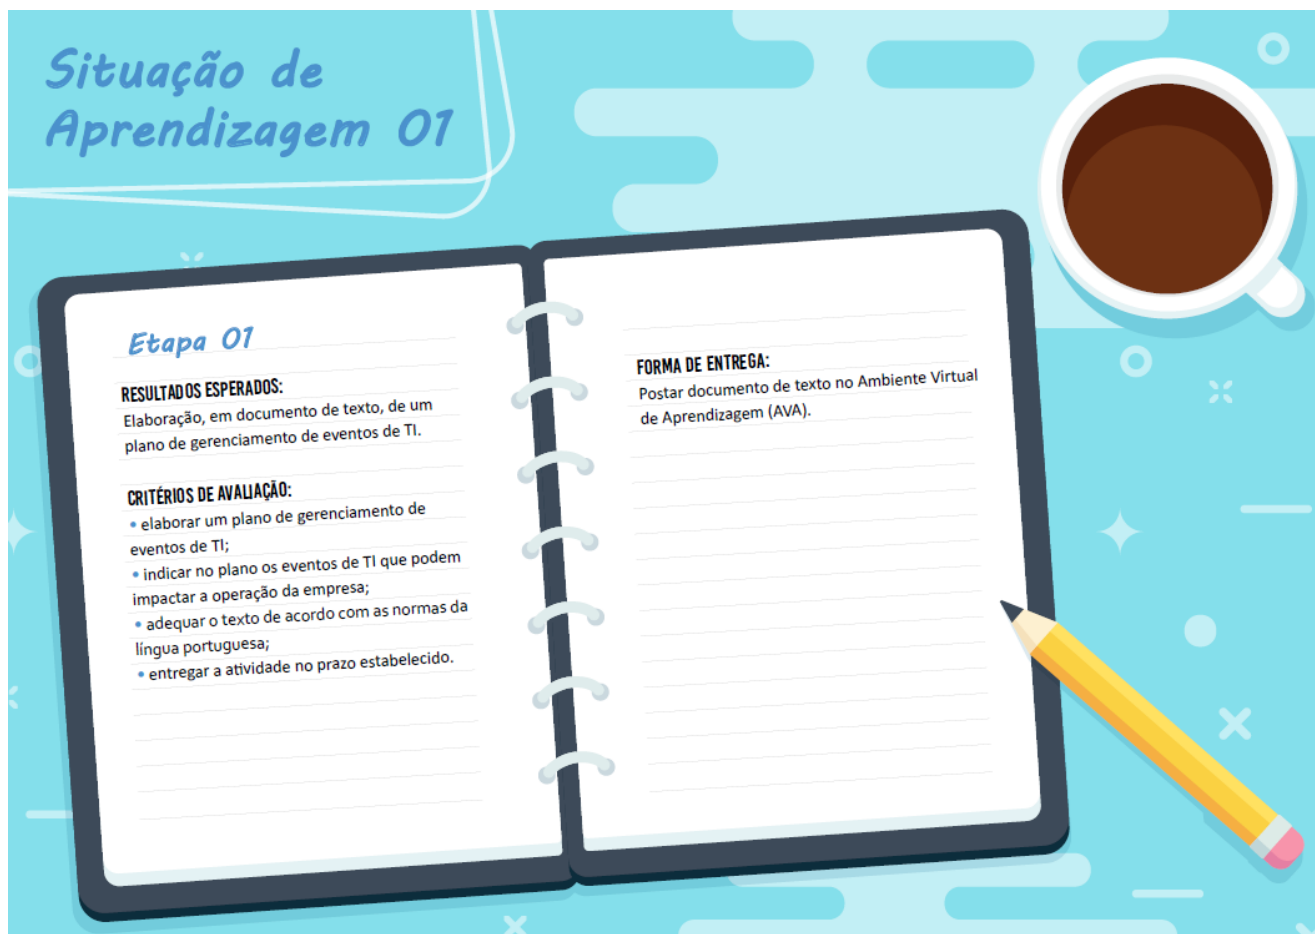 Situação de
Aprendizagem 01
Etapa 01
RESULTADOS ESPERADOS:
Elaboração, em documento de texto, de um
plano de gerenciamento de eventos de TI.
CRITÉRIOS DE AVALIAÇÃO:
• elaborar um plano de gerenciamento de
eventos de TI;
• indicar no plano os eventos de TI que podem
impactar a operação da empresa;
• adequar o texto de acordo com as normas da
língua portuguesa;
• entregar a atividade no prazo estabelecido.
FORMA DE ENTREGA:
Postar documento de texto no Ambiente Virtual
de Aprendizagem (AVA).